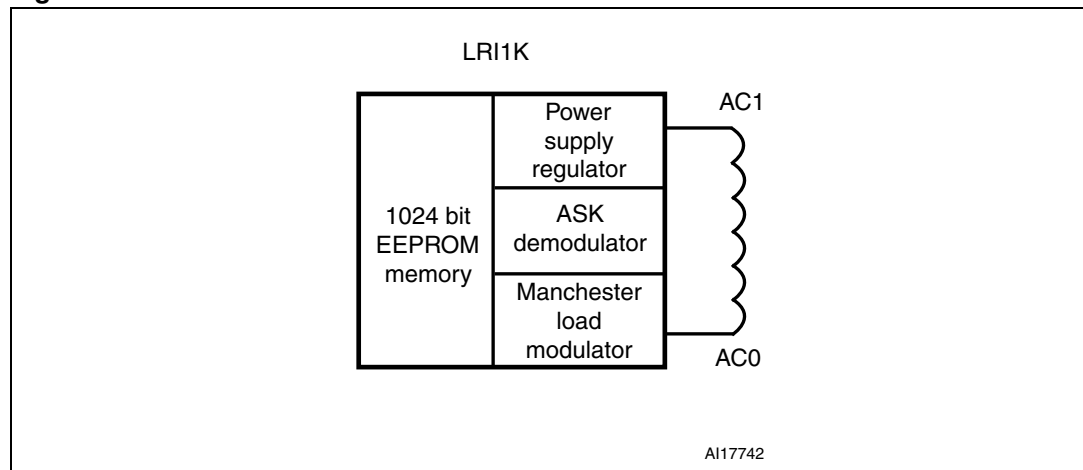 LRI1K
Power
supply
regulator
AC1
1024 bit
EEPROM
memory
ASK
demodulator
Manchester
load
modulator
AC0
AI17742